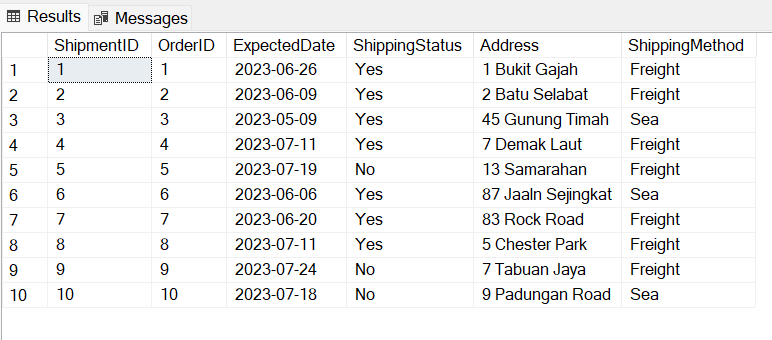 Results Messages
ShipmentID OrderID ExpectedDate ShippingStatus Address ShippingMethod
1 1 1 2023-06-26 Yes 1 Bukit Gajah Freight
2 2 2 2023-06-09 Yes 2 Batu Selabat Freight
3 3 3 2023-05-09 Yes 45 Gunung Timah Sea
4 4 4 2023-07-11 Yes 7 Demak Laut Freight
5 5 5 2023-07-19 No 13 Samarahan Freight
6 6 6 2023-06-06 Yes 87 Jaaln Sejingkat Sea
7 7 7 2023-06-20 Yes 83 Rock Road Freight
8 8 8 2023-07-11 Yes 5 Chester Park Freight
9 9 9 2023-07-24 No 7 Tabuan Jaya Freight
10 10 10 2023-07-18 No 9 Padungan Road Sea